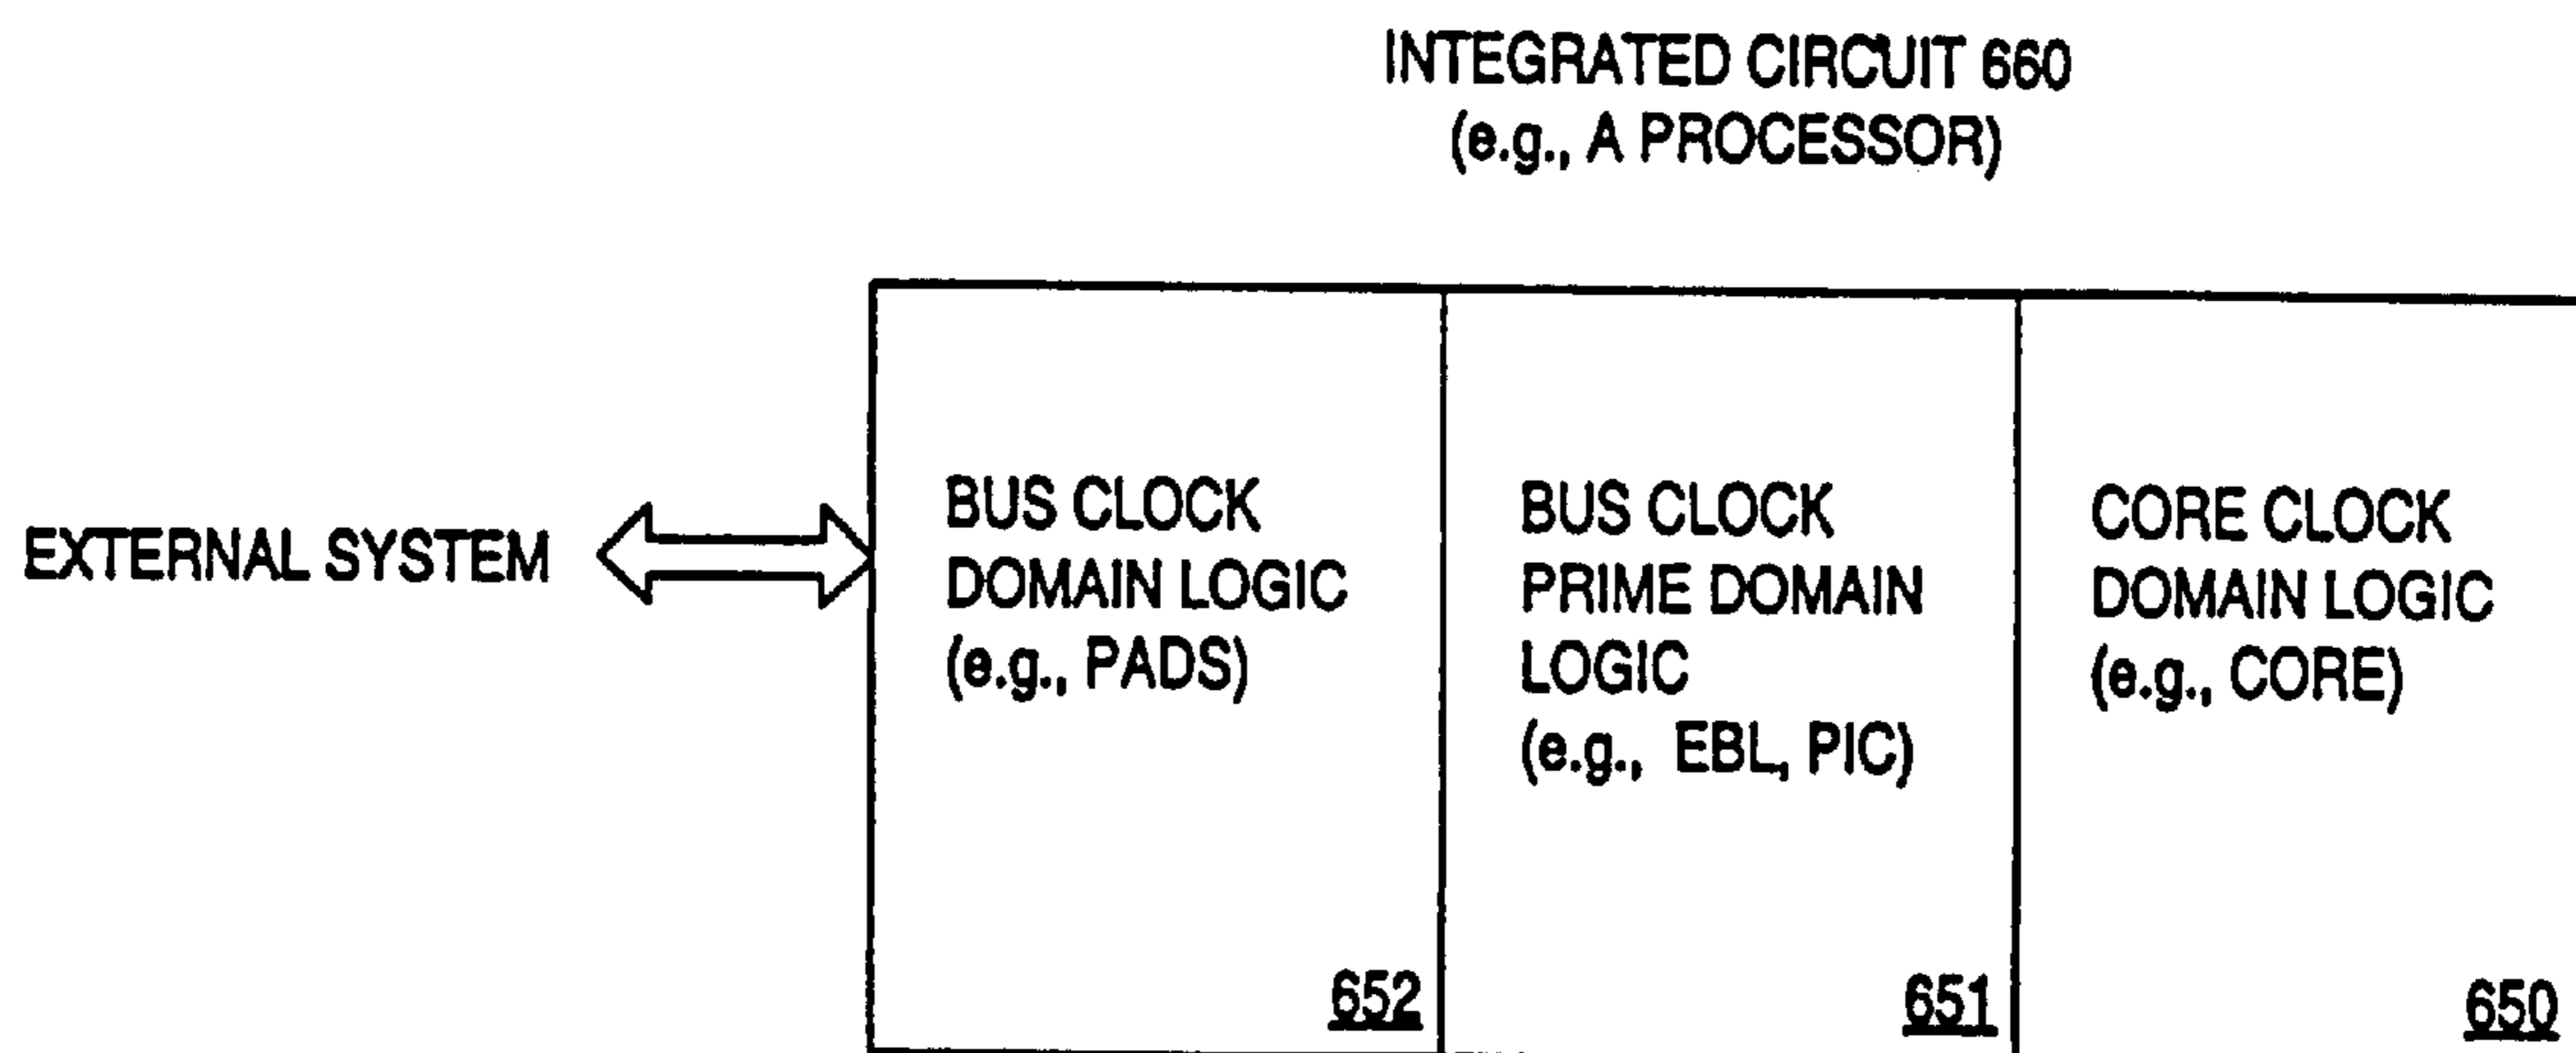 INTEGRATED CIRCUIT 660
(e.g., A PROCESSOR)
EXTERNAL SYSTEM
BUS CLOCK
DOMAIN LOGIC
(e.g., PADS)
652
BUS CLOCK
PRIME DOMAIN
LOGIC
(e.g., EBL, PIC)
651
CORE CLOCK
DOMAIN LOGIC
(e.g., CORE)
650